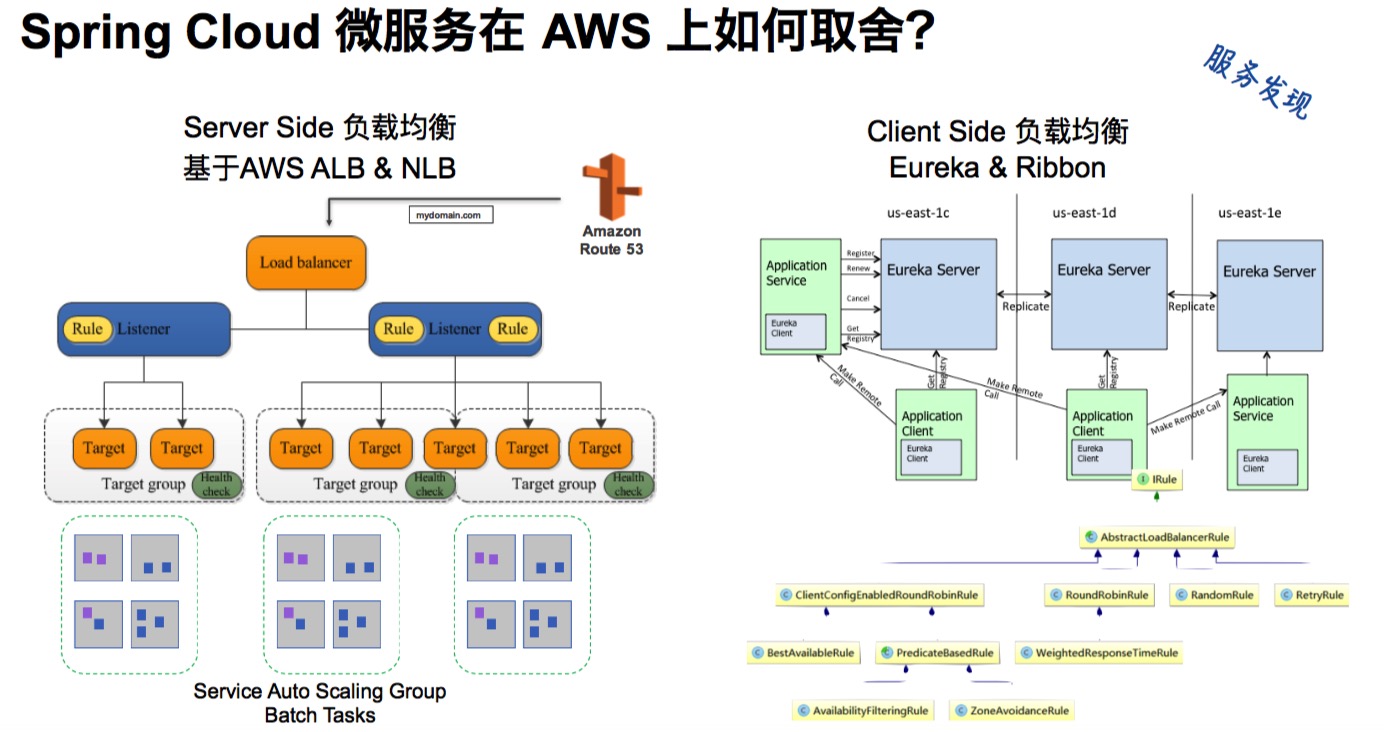 Spring Cloud 微服务在 AWS 上如何取舍?
服务发现
Server Side 负载均衡
基于AWS ALB & NLB
mydomain.com
Amazon
Route 53
Load balancer
Rule Listener
Rule Listener Rule
Target
Target
Target
Target
Target
Target
Target
Target group
Health
check
Target group
Health
check
Target group
Health
check
Service Auto Scaling Group
Batch Tasks
Client Side 负载均衡
Eureka & Ribbon
us-east-1c
us-east-1d
us-east-1e
Application
Service
Eureka
Client
Register
Renew
Cancel
Get
Registry
Eureka Server
Replicate
Eureka Server
Replicate
Eureka Server
Make Remote
Call
Get
Registry
Make Remote
Call
Get
Registry
Make Remote Call
Application
Client
Eureka
Client
Application
Client
Eureka
Client
Application
Service
Eureka
Client
I IRule
C AbstractLoadBalancerRule
C ClientConfigEnabledRoundRobinRule
C RoundRobinRule
C RandomRule
C RetryRule
C BestAvailableRule
C PredicateBasedRule
C WeightedResponseTimeRule
C AvailabilityFilteringRule
C ZoneAvoidanceRule